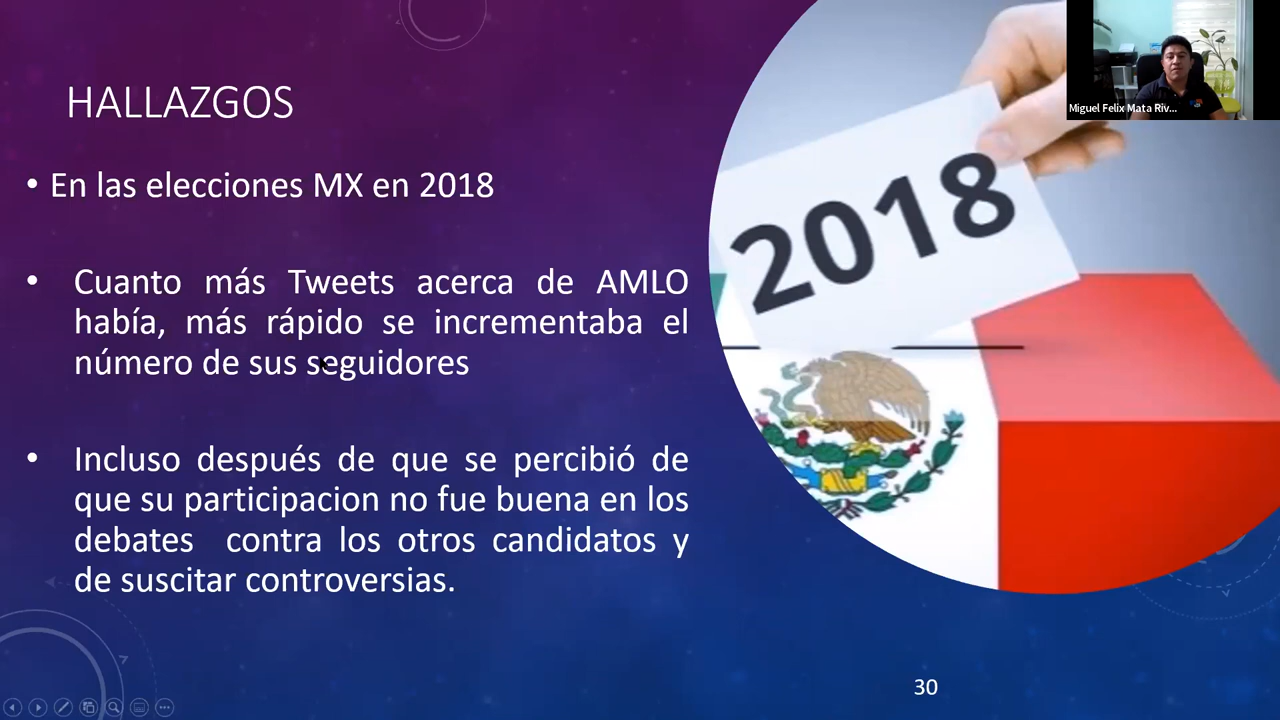 HALLAZGOS
• En las elecciones MX en 2018
• Cuanto más Tweets acerca de AMLO
había, más rápido se incrementaba el
número de sus seguidores
• Incluso después de que se percibió de
que su participacion no fue buena en los
debates contra los otros candidatos y
de suscitar controversias.
2018
Miguel Felix Mata Riv...
30